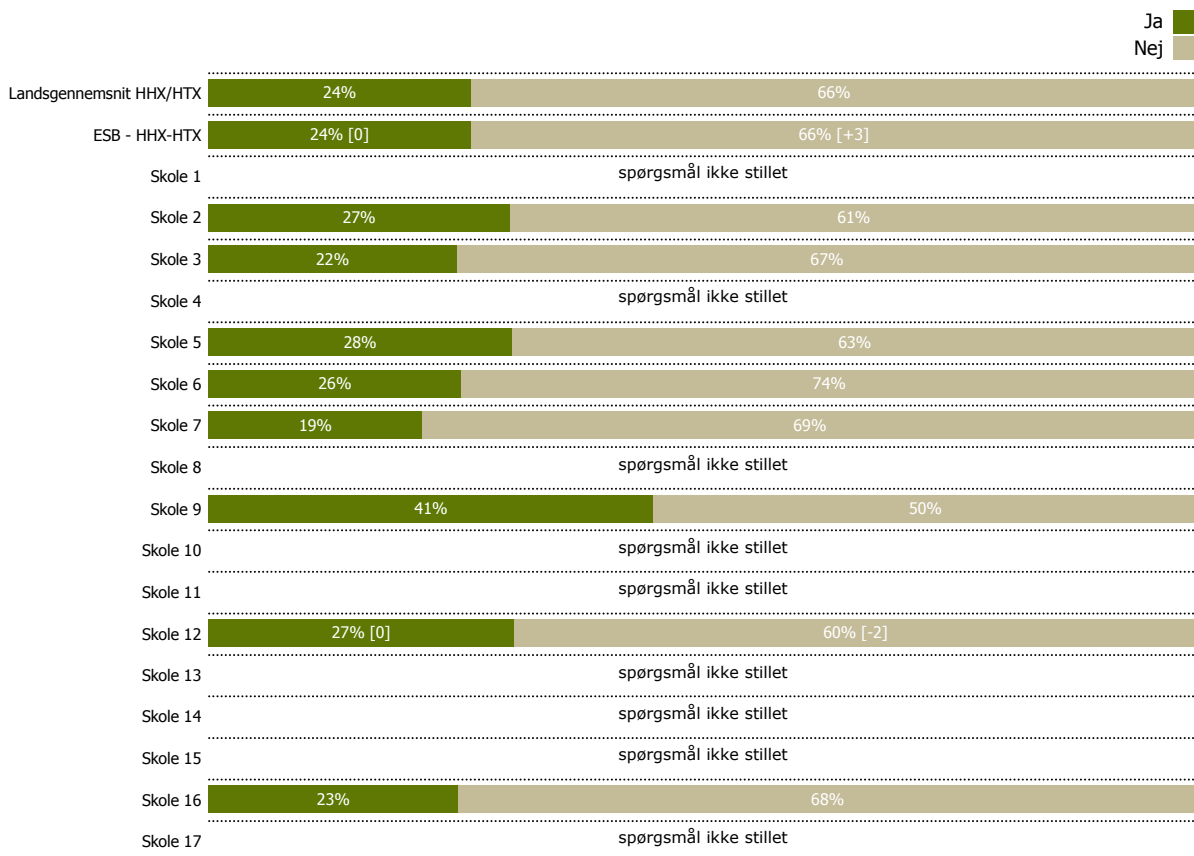 Ja
Nej
Landsgennemsnit HHX/HTX 24% 66%
ESB - HHX-HTX 24% [0] 66% [+3]
Skole 1 spørgsmål ikke stillet
Skole 2 27% 61%
Skole 3 22% 67%
Skole 4 spørgsmål ikke stillet
Skole 5 28% 63%
Skole 6 26% 74%
Skole 7 19% 69%
Skole 8 spørgsmål ikke stillet
Skole 9 41% 50%
Skole 10 spørgsmål ikke stillet
Skole 11 spørgsmål ikke stillet
Skole 12 27% [0] 60% [-2]
Skole 13 spørgsmål ikke stillet
Skole 14 spørgsmål ikke stillet
Skole 15 spørgsmål ikke stillet
Skole 16 23% 68%
Skole 17 spørgsmål ikke stillet